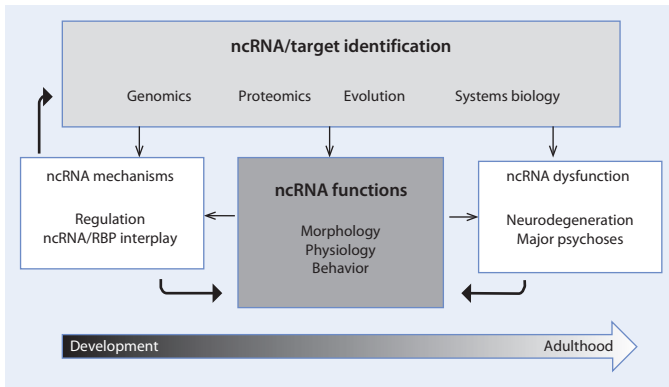 ncRNA/target identification
Genomics Proteomics Evolution Systems biology
ncRNA mechanisms
Regulation
ncRNA/RBP interplay
ncRNA functions
Morphology
Physiology
Behavior
ncRNA dysfunction
Neurodegeneration
Major psychoses
Development Adulthood